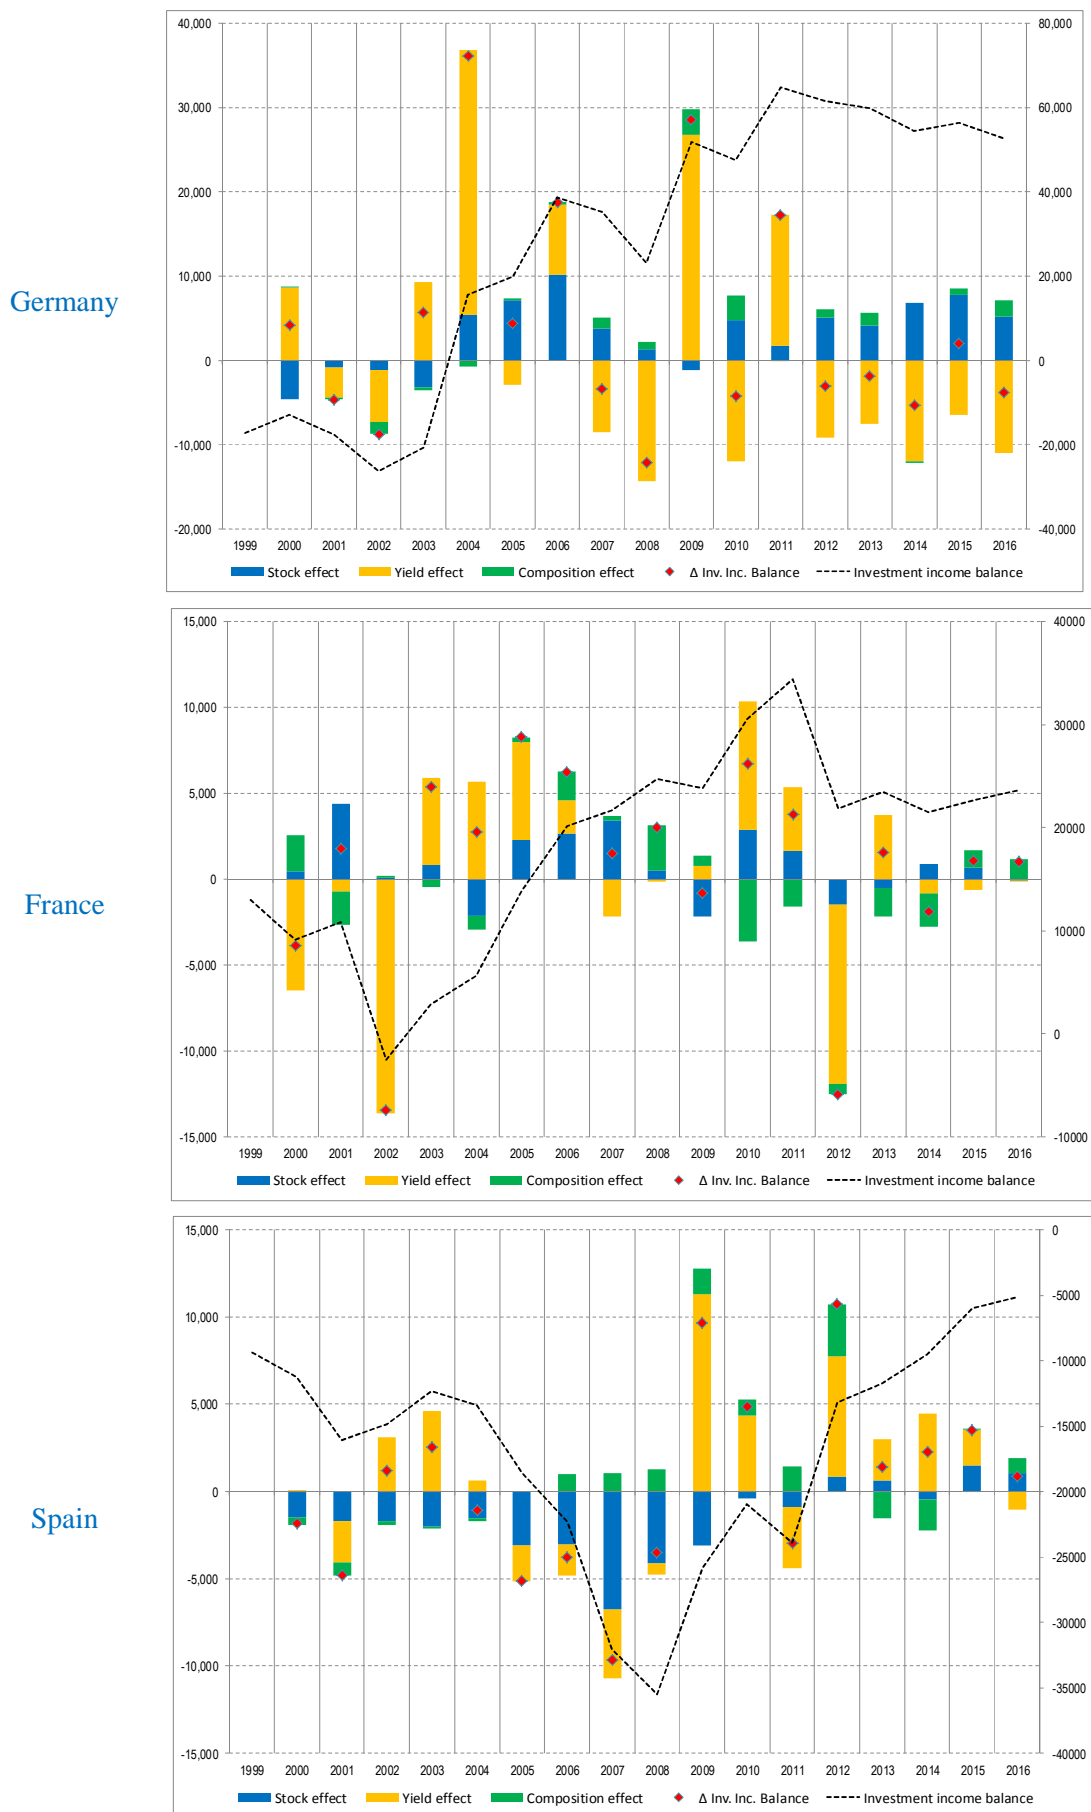 Germany
40,000 80,000
30,000 60,000
20,000 40,000
10,000 20,000
0 0
-10,000 -20,000
-20,000 -40,000
1999 2000 2001 2002 2003 2004 2005 2006 2007 2008 2009 2010 2011 2012 2013 2014 2015 2016
Stock effect Yield effect Composition effect Δ Inv. Inc. Balance Investment income balance
France
15,000 40000
10,000 30000
5,000 20000
0 10000
-5,000 0
-10,000 -10000
-15,000
1999 2000 2001 2002 2003 2004 2005 2006 2007 2008 2009 2010 2011 2012 2013 2014 2015 2016
Stock effect Yield effect Composition effect Δ Inv. Inc. Balance Investment income balance
Spain
15,000 0
10,000 -5000
5,000 -10000
0 -15000
-5,000 -20000
-10,000 -25000
-15,000 -30000
-35000
-40000
1999 2000 2001 2002 2003 2004 2005 2006 2007 2008 2009 2010 2011 2012 2013 2014 2015 2016
Stock effect Yield effect Composition effect Δ Inv. Inc. Balance Investment income balance